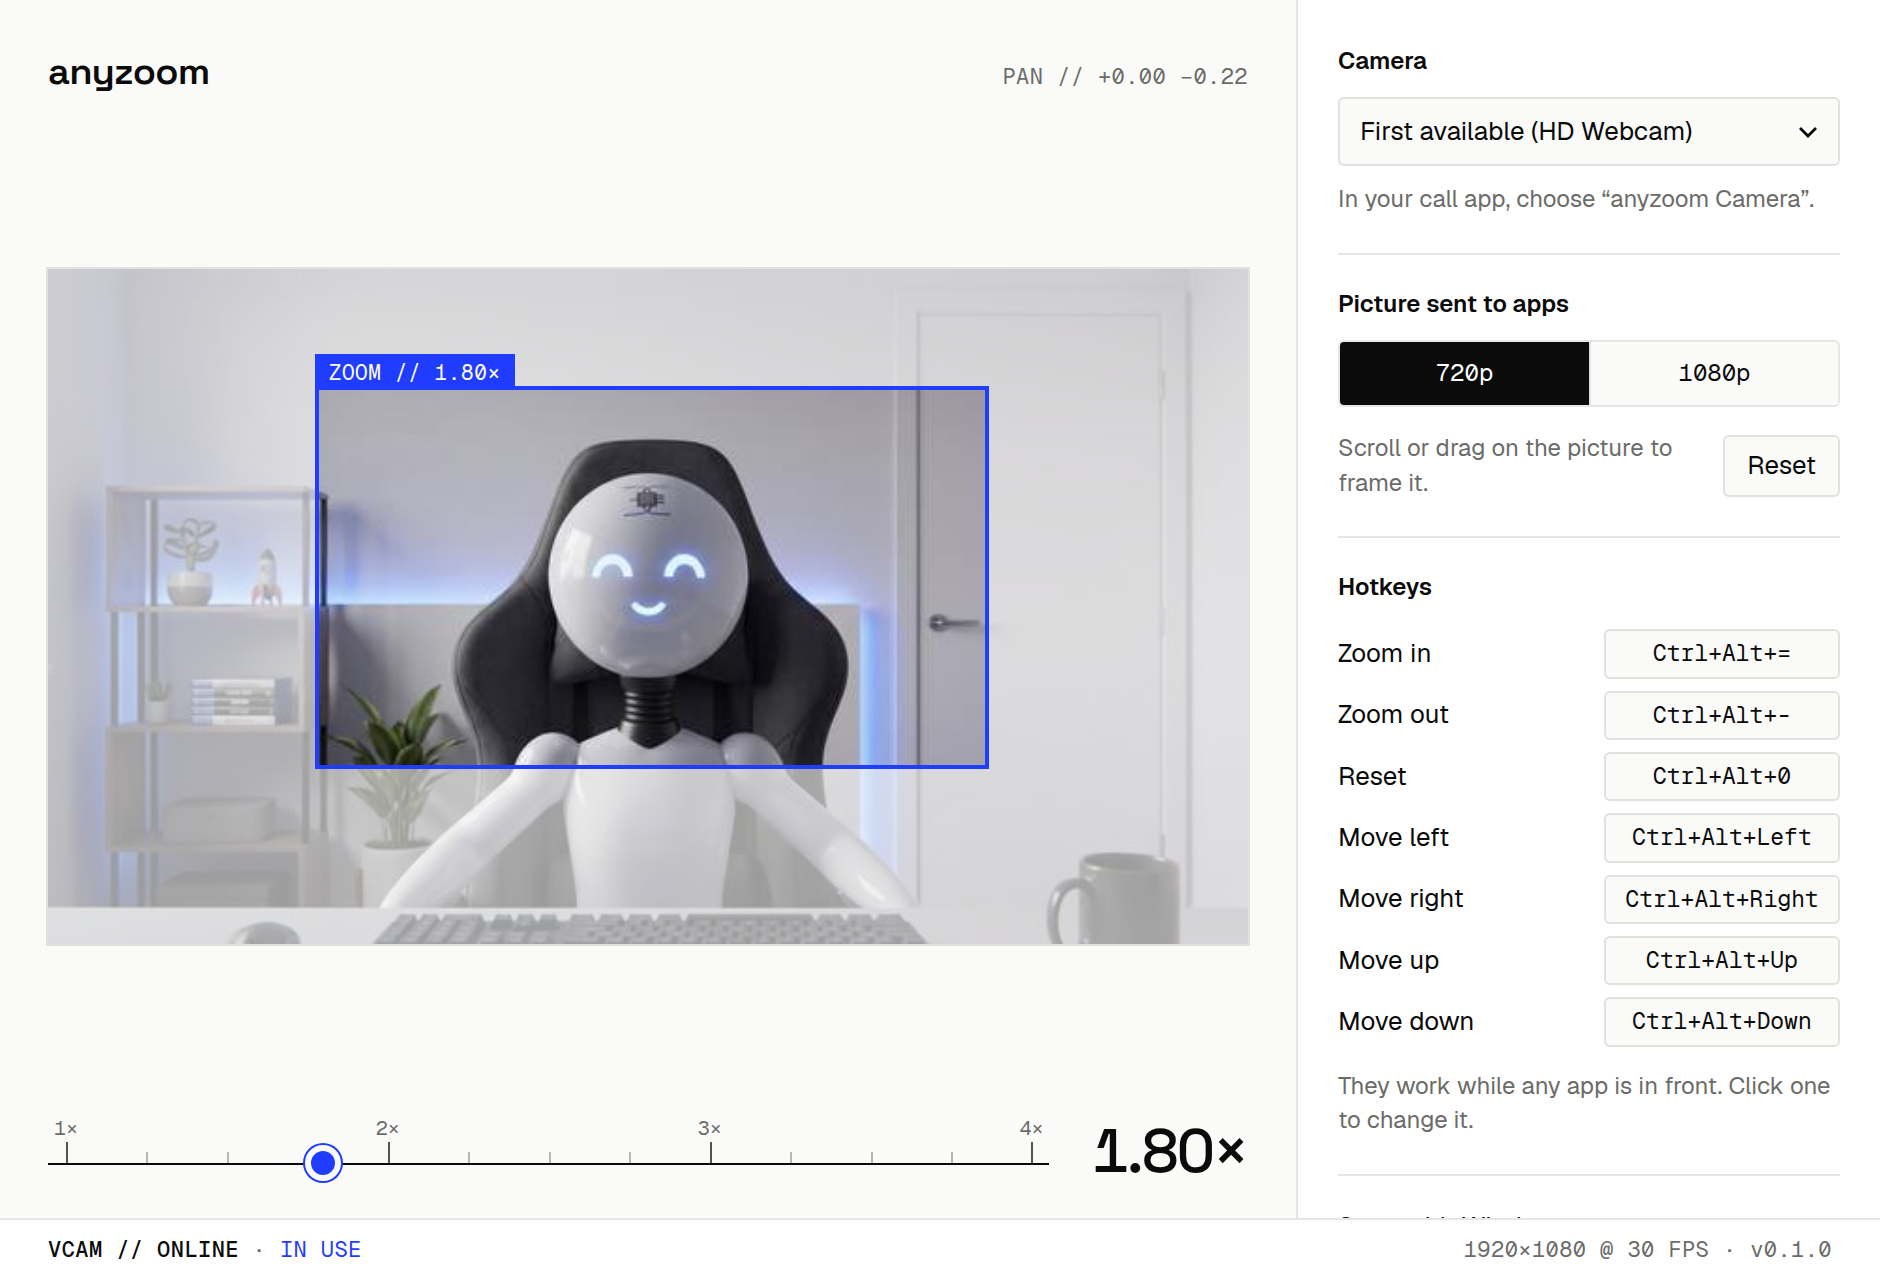 anyzoom
PAN // +0.00 −0.22
ZOOM // 1.80×
1×
2×
3×
4×
1.80×
Camera
First available (HD Webcam)
In your call app, choose “anyzoom Camera”.
Picture sent to apps
720p
1080p
Scroll or drag on the picture to
frame it.
Reset
Hotkeys
Zoom in
Ctrl+Alt+=
Zoom out
Ctrl+Alt+-
Reset
Ctrl+Alt+0
Move left
Ctrl+Alt+Left
Move right
Ctrl+Alt+Right
Move up
Ctrl+Alt+Up
Move down
Ctrl+Alt+Down
They work while any app is in front. Click one
to change it.
VCAM // ONLINE · IN USE
1920×1080 @ 30 FPS · v0.1.0